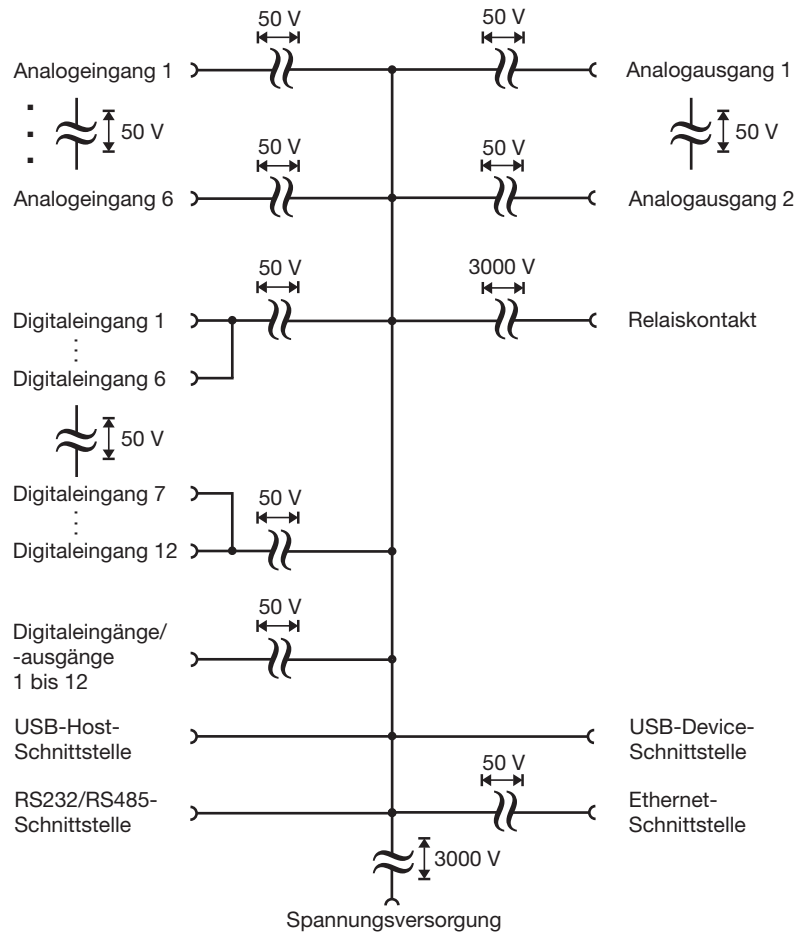 50 V
50 V
Analogeingang 1
Analogausgang 1
50 V
50 V
50 V
50 V
Analogeingang 6
Analogausgang 2
50 V
3000 V
Digitaleingang 1
Relaiskontakt
Digitaleingang 6
50 V
Digitaleingang 7
50 V
Digitaleingang 12
50 V
Digitaleingänge/
-ausgänge
1 bis 12
USB-Host-
Schnittstelle
USB-Device-
Schnittstelle
50 V
RS232/RS485-
Schnittstelle
Ethernet-
Schnittstelle
3000 V
Spannungsversorgung